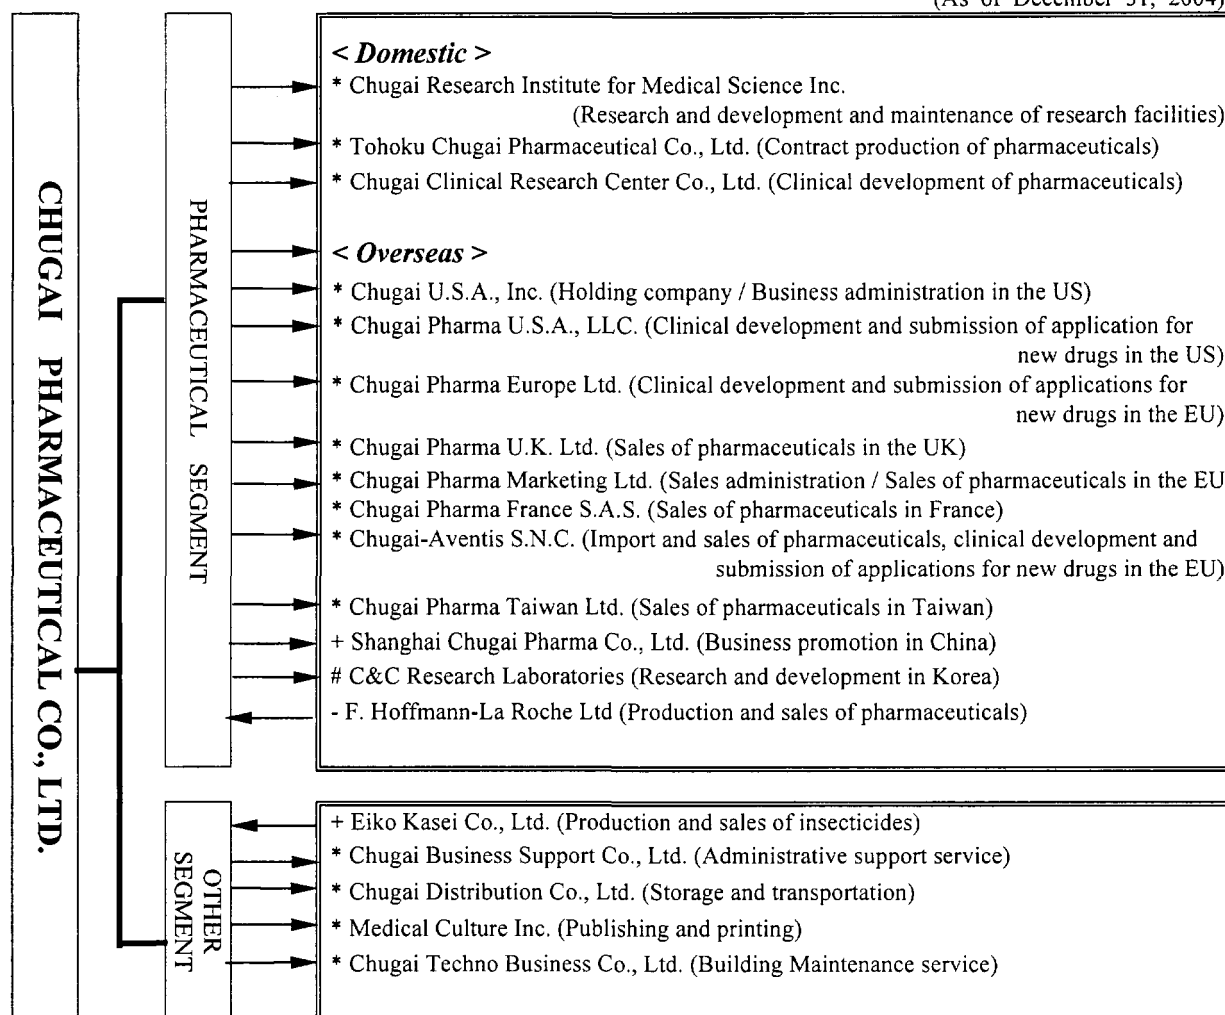 (As of December 31, 2004)
CHUGAI PHARMACEUTICAL CO., LTD.
PHARMACEUTICAL SEGMENT
< Domestic >
* Chugai Research Institute for Medical Science Inc.
(Research and development and maintenance of research facilities)
* Tohoku Chugai Pharmaceutical Co., Ltd. (Contract production of pharmaceuticals)
* Chugai Clinical Research Center Co., Ltd. (Clinical development of pharmaceuticals)
< Overseas >
* Chugai U.S.A., Inc. (Holding company / Business administration in the US)
* Chugai Pharma U.S.A., LLC. (Clinical development and submission of application for
new drugs in the US)
* Chugai Pharma Europe Ltd. (Clinical development and submission of applications for
new drugs in the EU)
* Chugai Pharma U.K. Ltd. (Sales of pharmaceuticals in the UK)
* Chugai Pharma Marketing Ltd. (Sales administration / Sales of pharmaceuticals in the EU
* Chugai Pharma France S.A.S. (Sales of pharmaceuticals in France)
* Chugai-Aventis S.N.C. (Import and sales of pharmaceuticals, clinical development and
submission of applications for new drugs in the EU)
* Chugai Pharma Taiwan Ltd. (Sales of pharmaceuticals in Taiwan)
+ Shanghai Chugai Pharma Co., Ltd. (Business promotion in China)
# C&C Research Laboratories (Research and development in Korea)
- F. Hoffmann-La Roche Ltd (Production and sales of pharmaceuticals)
OTHER
SEGMENT
+ Eiko Kasei Co., Ltd. (Production and sales of insecticides)
* Chugai Business Support Co., Ltd. (Administrative support service)
* Chugai Distribution Co., Ltd. (Storage and transportation)
* Medical Culture Inc. (Publishing and printing)
* Chugai Techno Business Co., Ltd. (Building Maintenance service)